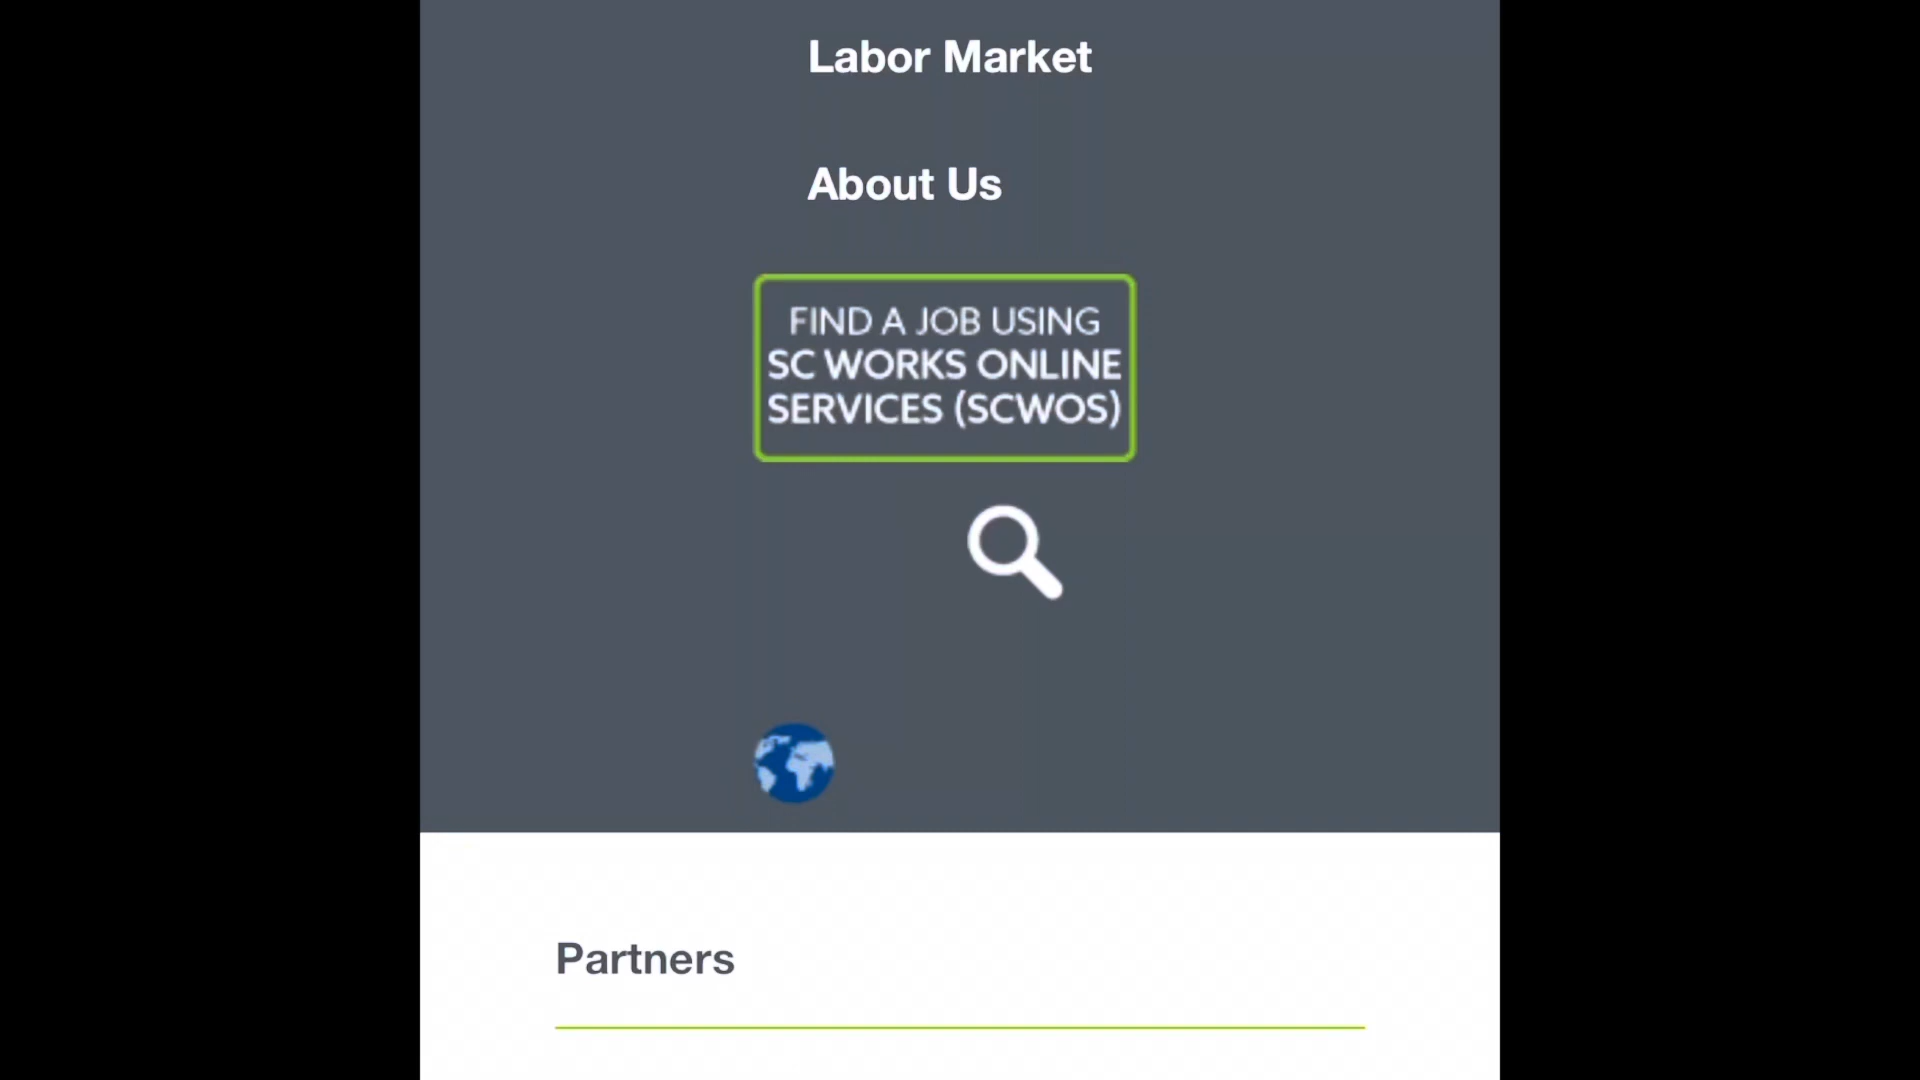 Labor Market
About Us
FIND A JOB USING
SC WORKS ONLINE
SERVICES (SCWOS)
Partners